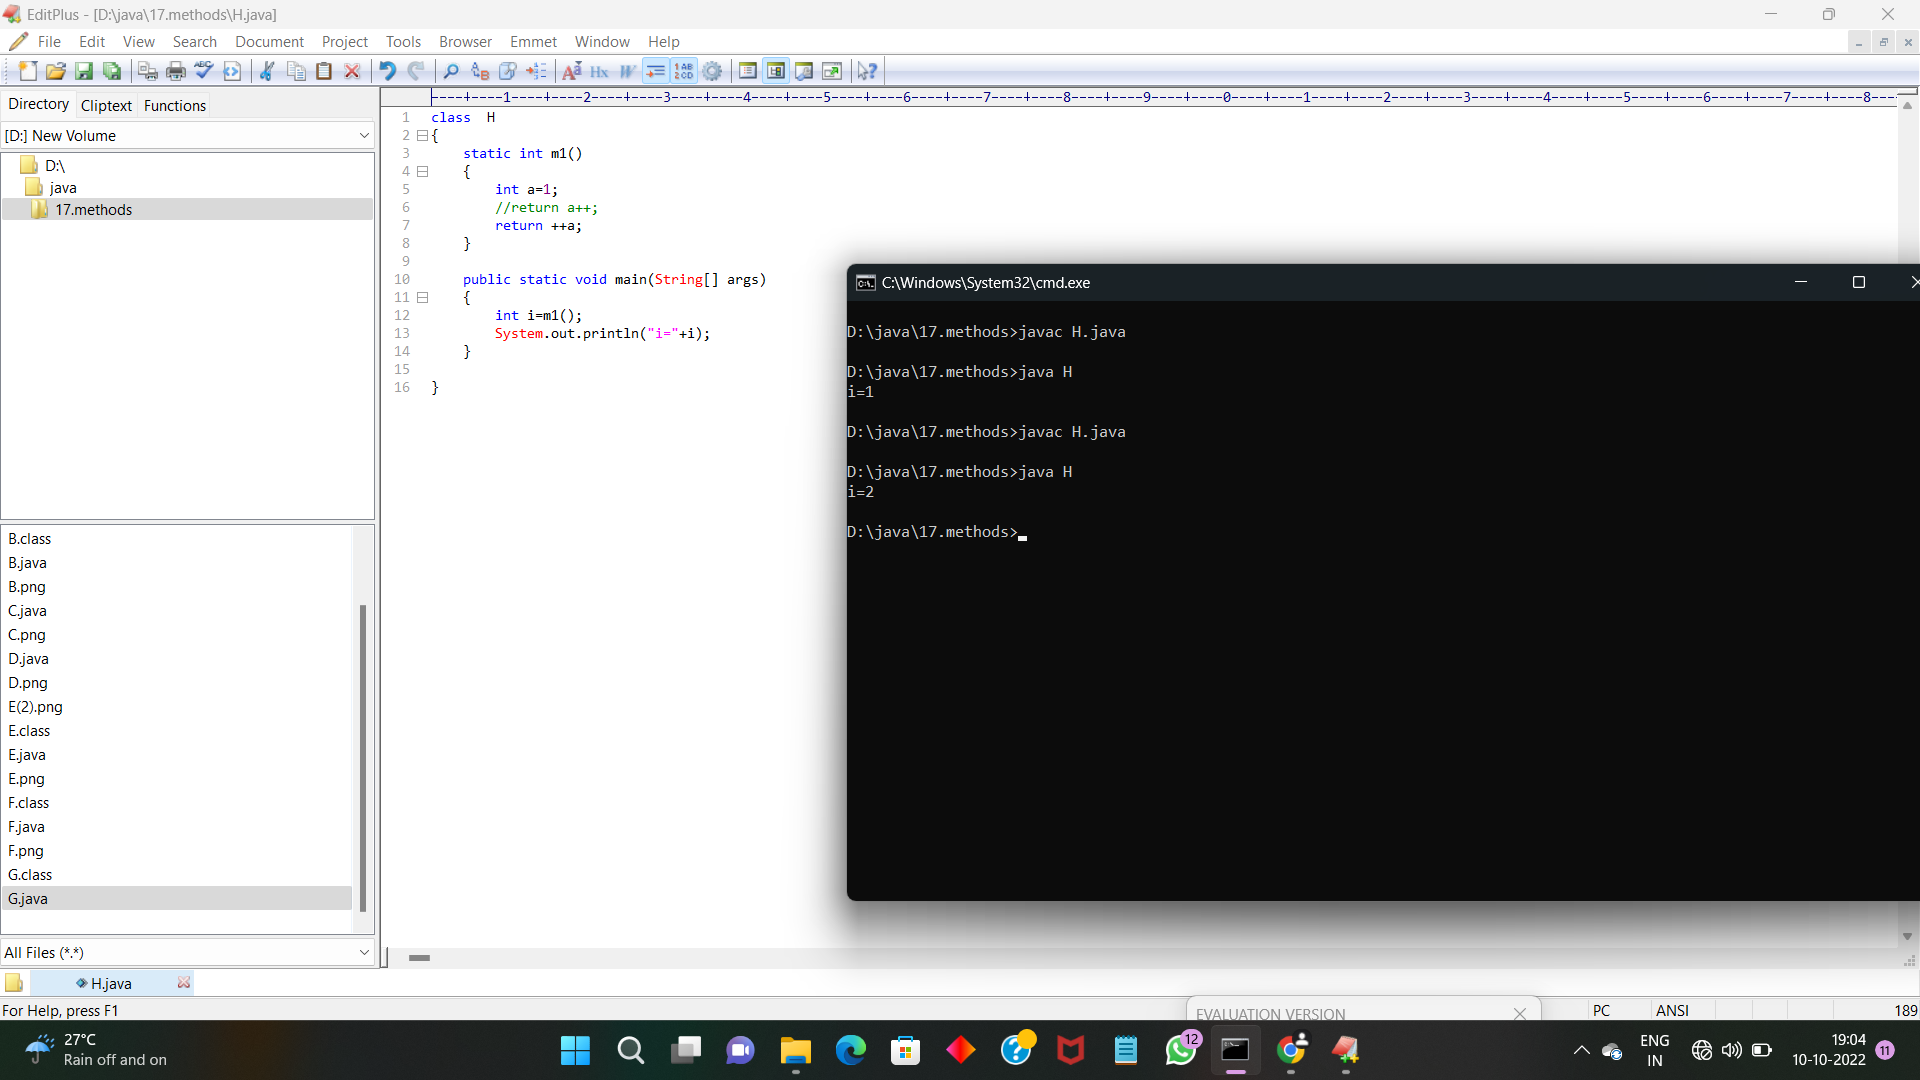 EditPlus - [D:\java\17.methods\H.java]
File Edit View Search Document Project Tools Browser Emmet Window Help
Directory Cliptext Functions
[D:] New Volume
D:\
java
17.methods
B.class
B.java
B.png
C.java
C.png
D.java
D.png
E(2).png
E.class
E.java
E.png
F.class
F.java
F.png
G.class
G.java
All Files (*.*)
----+----1----+----2----+----3----+----4----+----5----+----6----+----7----+----8----+----9----+----0----+----1----+----2----+----3----+----4----+----5----+----6----+----7----+----8---
1 class  H
2 {
3     static int m1()
4     {
5         int a=1;
6         //return a++;
7         return ++a;
8     }
9
10     public static void main(String[] args)
11     {
12         int i=m1();
13         System.out.println("i="+i);
14     }
15
16 }
C:\Windows\System32\cmd.exe
D:\java\17.methods>javac H.java
D:\java\17.methods>java H
i=1
D:\java\17.methods>javac H.java
D:\java\17.methods>java H
i=2
D:\java\17.methods>
H.java
For Help, press F1
EVALUATION VERSION
PC ANSI 189
27°C
Rain off and on
12
ENG
IN
19:04
10-10-2022
11